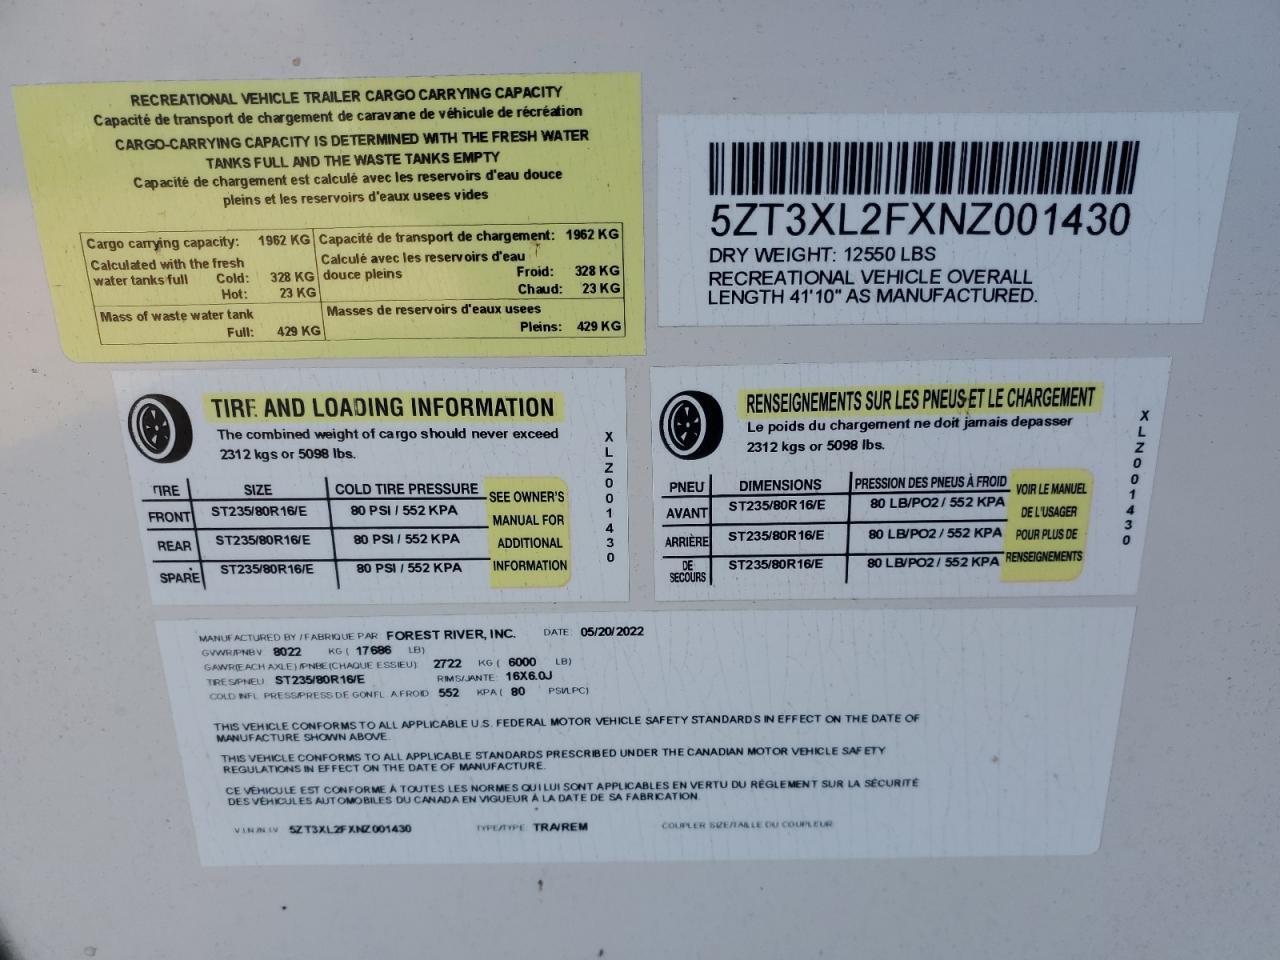 RECREATIONAL VEHICLE TRAILER CARGO CARRYING CAPACITY
Capacité de transport de chargement de caravane de véhicule de récréation
CARGO-CARRYING CAPACITY IS DETERMINED WITH THE FRESH WATER
TANKS FULL AND THE WASTE TANKS EMPTY
Capacité de chargement est calculé avec les reservoirs d'eau douce
pleins et les reservoirs d'eaux usees vides
Cargo carrying capacity: 1962 KG
Calculated with the fresh
water tanks full Cold: 328 KG
Hot: 23 KG
Mass of waste water tank
Full: 429 KG
Capacité de transport de chargement: 1962 KG
Calculé avec les reservoirs d'eau
douce pleins Froid: 328 KG
Chaud: 23 KG
Masses de reservoirs d'eaux usees
Pleins: 429 KG
5ZT3XL2FXNZ001430
DRY WEIGHT: 12550 LBS
RECREATIONAL VEHICLE OVERALL
LENGTH 41'10" AS MANUFACTURED.
TIRE AND LOADING INFORMATION
The combined weight of cargo should never exceed
2312 kgs or 5098 lbs.
TIRE SIZE COLD TIRE PRESSURE
FRONT ST235/80R16/E 80 PSI / 552 KPA
REAR ST235/80R16/E 80 PSI / 552 KPA
SPARE ST235/80R16/E 80 PSI / 552 KPA
SEE OWNER'S
MANUAL FOR
ADDITIONAL
INFORMATION
XLZ001430
RENSEIGNEMENTS SUR LES PNEUS ET LE CHARGEMENT
Le poids du chargement ne doit jamais depasser
2312 kgs or 5098 lbs.
PNEU DIMENSIONS PRESSION DES PNEUS À FROID
AVANT ST235/80R16/E 80 LB/PO2 / 552 KPA
ARRIÈRE ST235/80R16/E 80 LB/PO2 / 552 KPA
DE
SECOURS ST235/80R16/E 80 LB/PO2 / 552 KPA
VOIR LE MANUEL
DE L'USAGER
POUR PLUS DE
RENSEIGNEMENTS
XLZ001430
MANUFACTURED BY / FABRIQUE PAR FOREST RIVER, INC. DATE: 05/20/2022
GVWR/PNBV 8022 KG ( 17686 LB)
GAWR(EACH AXLE) /PNBE(CHAQUE ESSIEU) 2722 KG ( 6000 LB)
TIRES/PNEU ST235/80R16/E RIMS/JANTE: 16X6.0J
COLD INFL. PRESS/PRESS DE GONFL. A FROID 552 KPA ( 80 PSI/LPC)
THIS VEHICLE CONFORMS TO ALL APPLICABLE U.S. FEDERAL MOTOR VEHICLE SAFETY STANDARDS IN EFFECT ON THE DATE OF
MANUFACTURE SHOWN ABOVE.
THIS VEHICLE CONFORMS TO ALL APPLICABLE STANDARDS PRESCRIBED UNDER THE CANADIAN MOTOR VEHICLE SAFETY
REGULATIONS IN EFFECT ON THE DATE OF MANUFACTURE.
CE VÉHICULE EST CONFORME À TOUTES LES NORMES QUI LUI SONT APPLICABLES EN VERTU DU RÈGLEMENT SUR LA SÉCURITÉ
DES VÉHICULES AUTOMOBILES DU CANADA EN VIGUEUR À LA DATE DE SA FABRICATION.
V.I.N./N.I.V. 5ZT3XL2FXNZ001430 TYPE/TYPE: TRA/REM COUPLER SIZE/TAILLE DU COUPLEUR